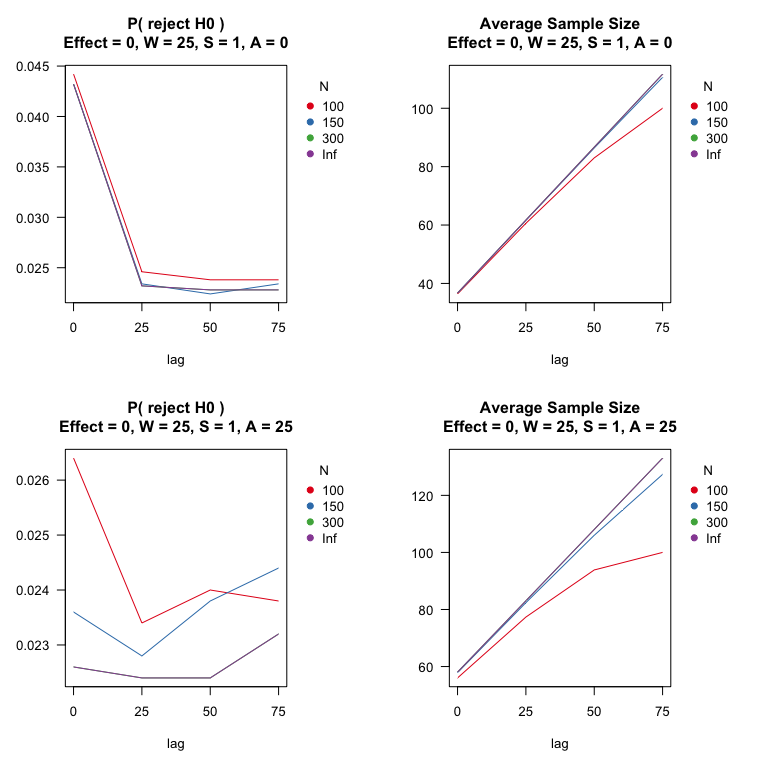 P( reject H0 )
Effect = 0, W = 25, S = 1, A = 0
0.045
0.040
0.035
0.030
0.025
0 25 50 75
lag
N
100
150
300
Inf
Average Sample Size
Effect = 0, W = 25, S = 1, A = 0
100
80
60
40
0 25 50 75
lag
N
100
150
300
Inf
P( reject H0 )
Effect = 0, W = 25, S = 1, A = 25
0.026
0.025
0.024
0.023
0 25 50 75
lag
N
100
150
300
Inf
Average Sample Size
Effect = 0, W = 25, S = 1, A = 25
120
100
80
60
0 25 50 75
lag
N
100
150
300
Inf